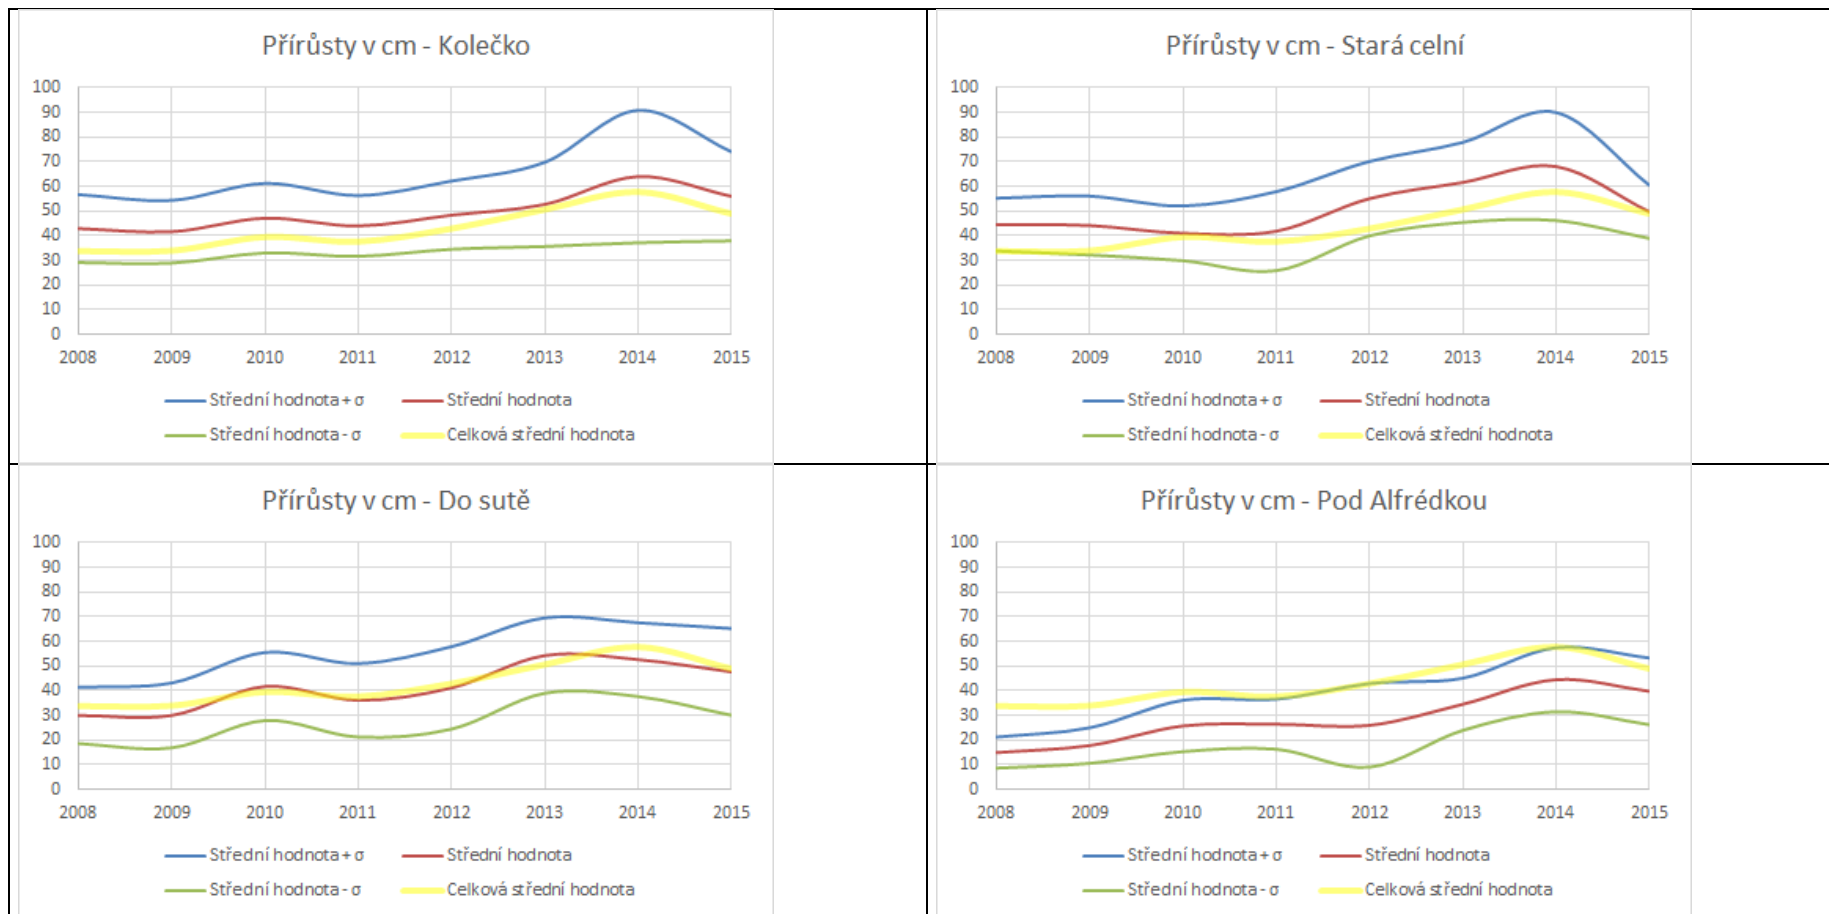 Přírůsty v cm - Kolečko
100
90
80
70
60
50
40
30
20
10
0
2008 2009 2010 2011 2012 2013 2014 2015
Střední hodnota + σ Střední hodnota
Střední hodnota - σ Celková střední hodnota
Přírůsty v cm - Stará celní
100
90
80
70
60
50
40
30
20
10
0
2008 2009 2010 2011 2012 2013 2014 2015
Střední hodnota + σ Střední hodnota
Střední hodnota - σ Celková střední hodnota
Přírůsty v cm - Do sutě
100
90
80
70
60
50
40
30
20
10
0
2008 2009 2010 2011 2012 2013 2014 2015
Střední hodnota + σ Střední hodnota
Střední hodnota - σ Celková střední hodnota
Přírůsty v cm - Pod Alfrédkou
100
90
80
70
60
50
40
30
20
10
0
2008 2009 2010 2011 2012 2013 2014 2015
Střední hodnota + σ Střední hodnota
Střední hodnota - σ Celková střední hodnota